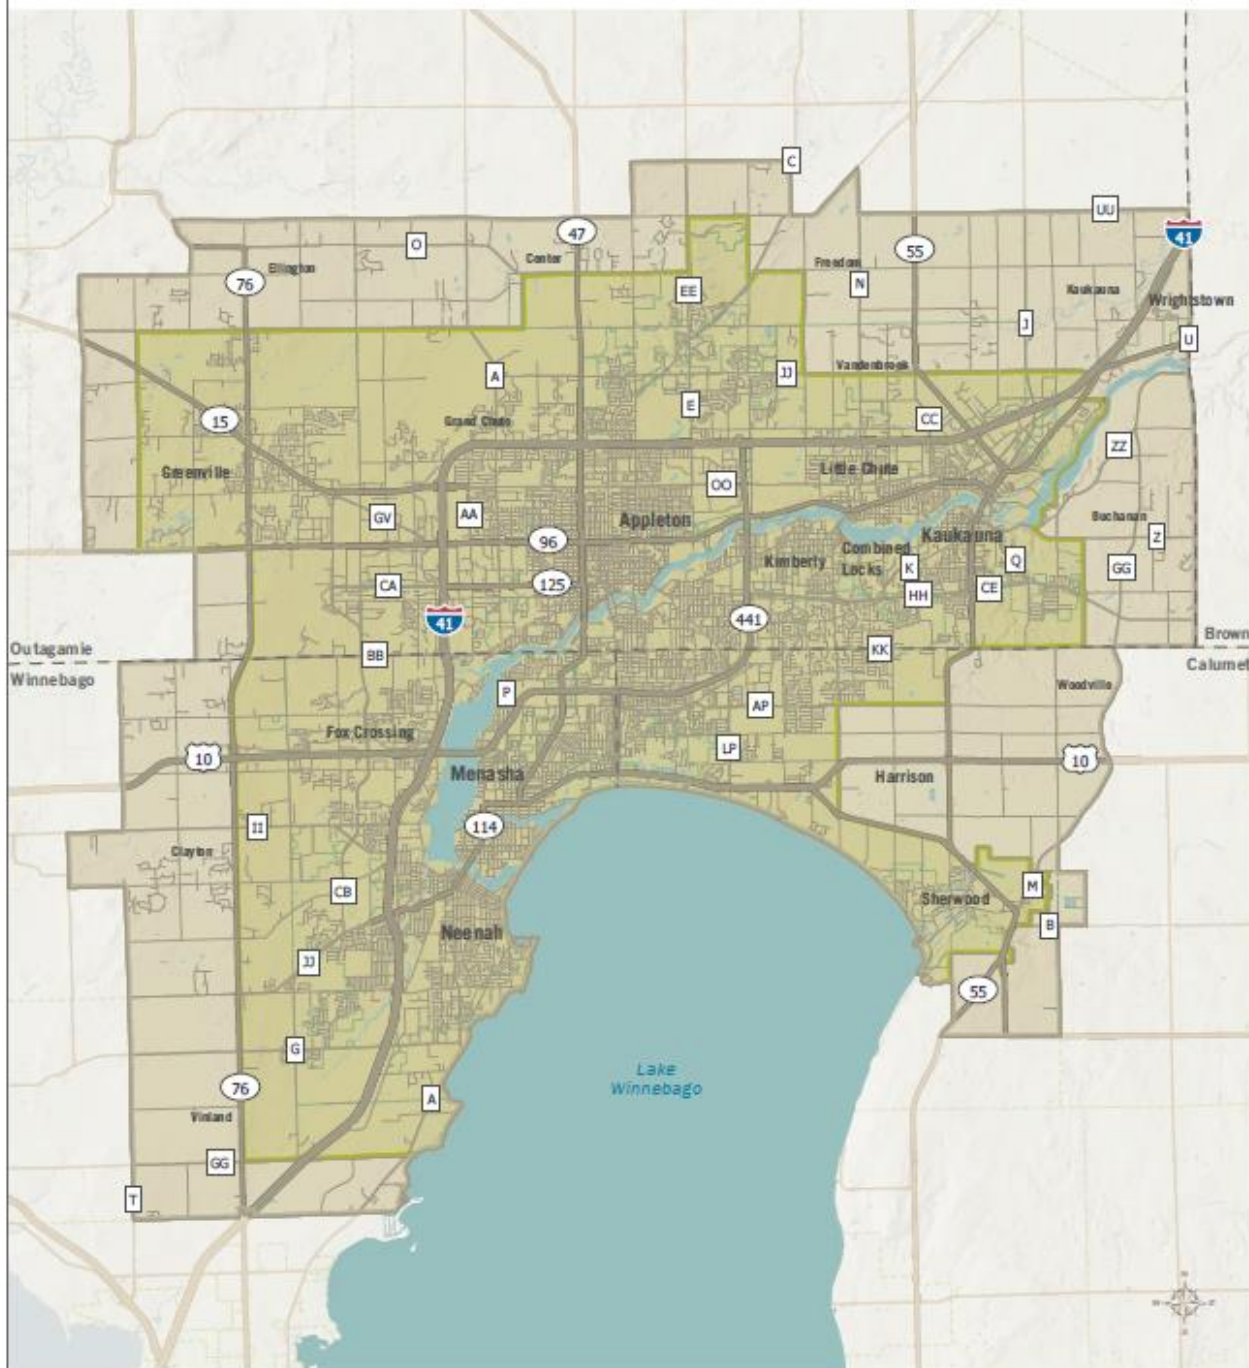 C
UU
41
47
O
55
Center
Freedom
Ellington
76
N
EE
Kaukauna
Wrightstown
J
U
Vandenbroek
A
JJ
E
15
Grand Chute
CC
ZZ
Greenville
Little Chute
OO
GV
AA
Appleton
Buchanan
96
Kaukauna
Z
Kimberly
Combined
Locks
K
Q
GG
CA
125
HH
CE
41
441
Outagamie
Brown
BB
KK
Winnebago
Calumet
Woodville
P
AP
Fox Crossing
LP
10
10
Menasha
Harrison
II
114
Clayton
CB
M
Sherwood
B
Neenah
JJ
55
G
Lake
Winnebago
76
A
Vinland
GG
T